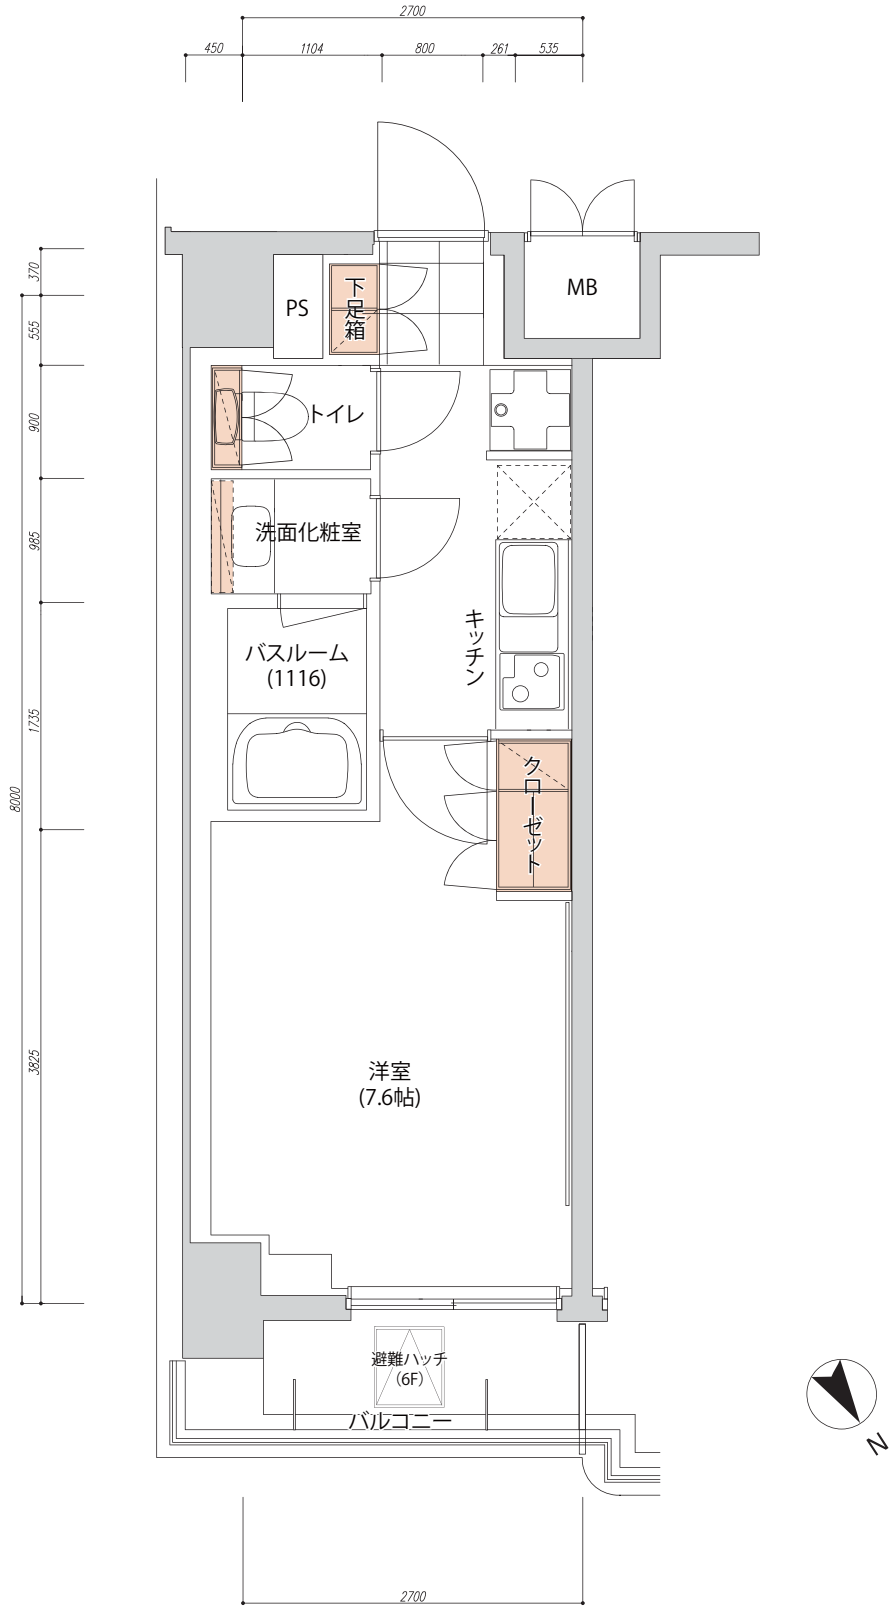 2700
450
1104
800
261
535
370
555
900
985
1735
8000
3825
MB
PS
下足箱
トイレ
洗面化粧室
キッチン
バスルーム
(1116)
クローゼット
洋室
(7.6帖)
避難ハッチ
(6F)
バルコニー
N
2700